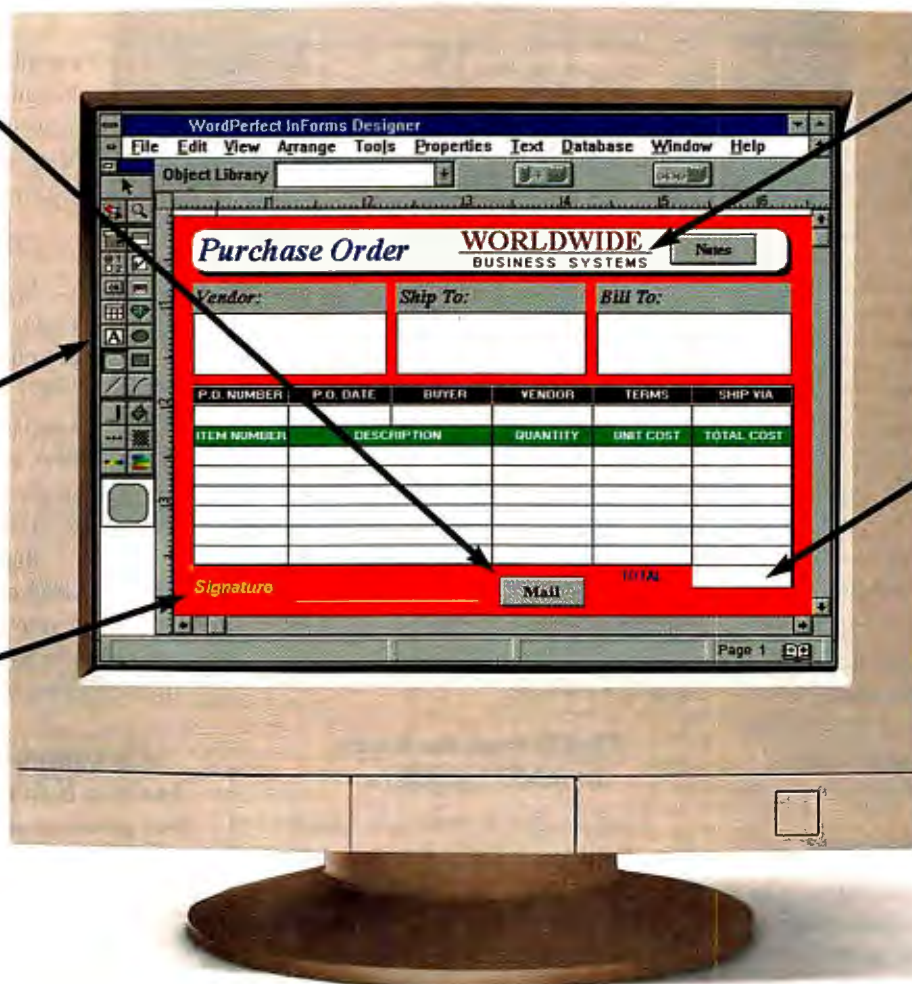 WordPerfect InForms Designer
File Edit View Arrange Tools Properties Text Database Window Help
Object Library
Purchase Order WORLDWIDE Notes
BUSINESS SYSTEMS
Vendor: Ship To: Bill To:
P.O. NUMBER P.O. DATE BUYER VENDOR TERMS SHIP VIA
ITEM NUMBER DESCRIPTION QUANTITY UNIT COST TOTAL COST
TOTAL
Signature Mail
Page 1